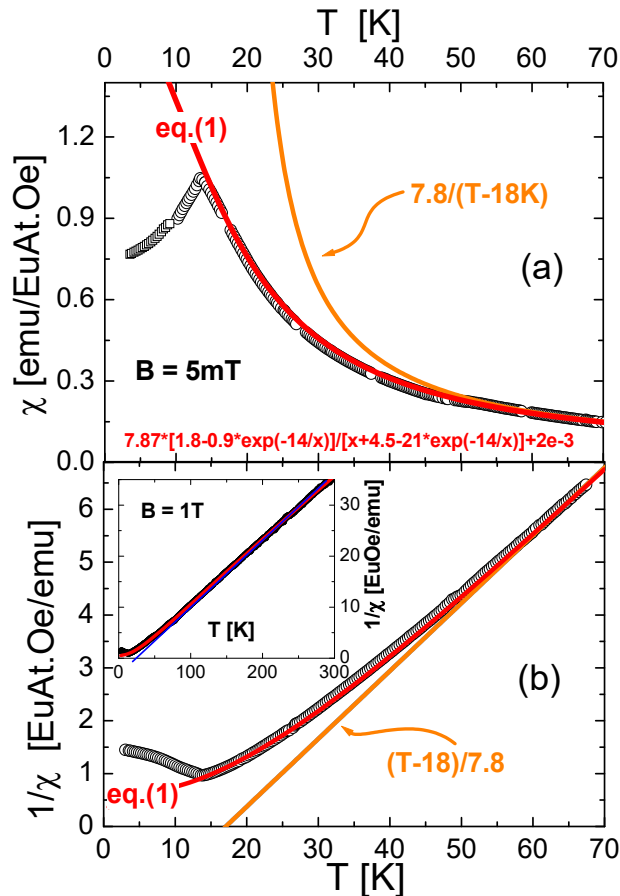 T [K]
0 10 20 30 40 50 60 70
eq.(1)
1.2
7.8/(T-18K)
0.9
(a)
0.6
χ [emu/EuAt.Oe]
B = 5mT
0.3
7.87*[1.8-0.9*exp(-14/x)]/[x+4.5-21*exp(-14/x)]+2e-3
0.0
6
B = 1T
30
20
10
0
1/χ [EuOe/emu]
T [K]
0 100 200 300
5
4
3
2
1
0
1/χ [EuAt.Oe/emu]
(b)
(T-18)/7.8
eq.(1)
0 10 20 30 40 50 60 70
T [K]